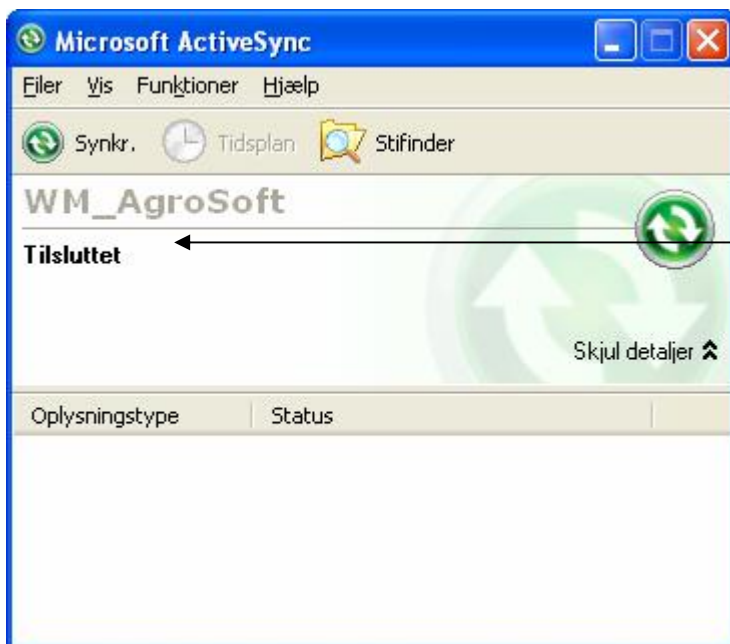 Microsoft ActiveSync
Filer Vis Funktioner Hjælp
Synkr. Tidsplan Stifinder
WM_AgroSoft
Tilsluttet
Skjul detaljer
Oplysningstype Status